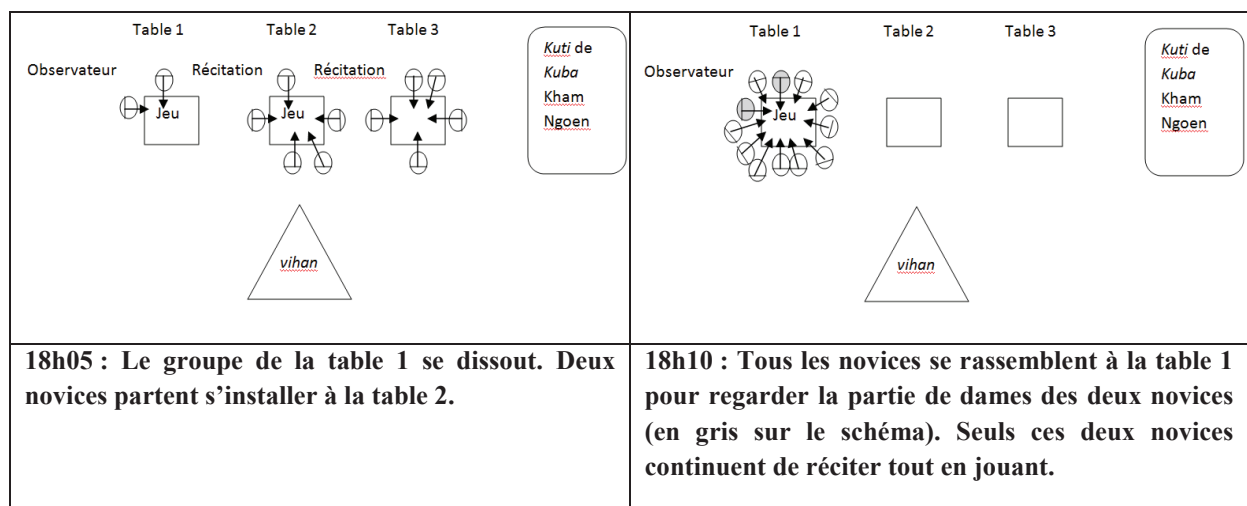 Table 1 Table 2 Table 3
Observateur Récitation Récitation
Jeu Jeu
Kuti de
Kuba
Kham
Ngoen
vihan
18h05 : Le groupe de la table 1 se dissout. Deux
novices partent s’installer à la table 2.
Table 1 Table 2 Table 3
Observateur
Jeu
Kuti de
Kuba
Kham
Ngoen
vihan
18h10 : Tous les novices se rassemblent à la table 1
pour regarder la partie de dames des deux novices
(en gris sur le schéma). Seuls ces deux novices
continuent de réciter tout en jouant.